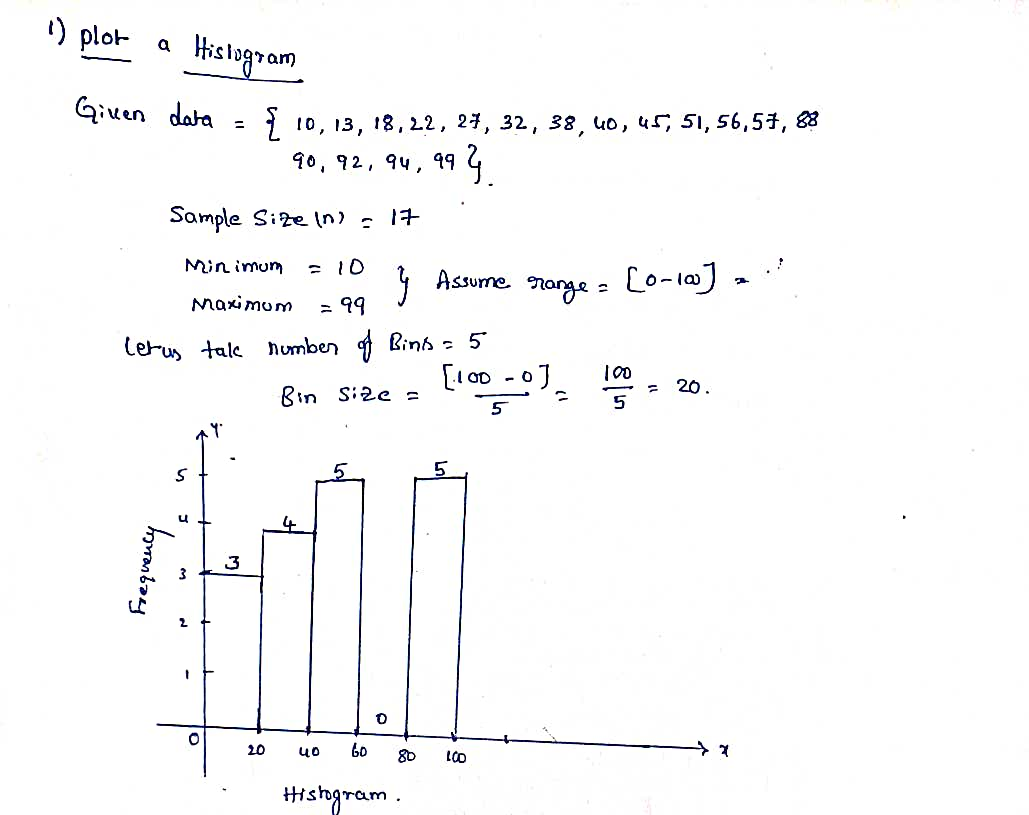 1) plot a Histogram
Given data = { 10, 13, 18, 22, 27, 32, 38, 40, 45, 51, 56, 57, 88
90, 92, 94, 99 }.
Sample Size (n) = 17
Minimum = 10
Maximum = 99
} Assume range = [0-100] =
Let us take number of Bins = 5
Bin Size = [100 - 0] / 5 = 100 / 5 = 20.
Y
5
4
3
2
1
0
Frequency
3
4
5
0
5
20 40 60 80 100
x
Histogram.